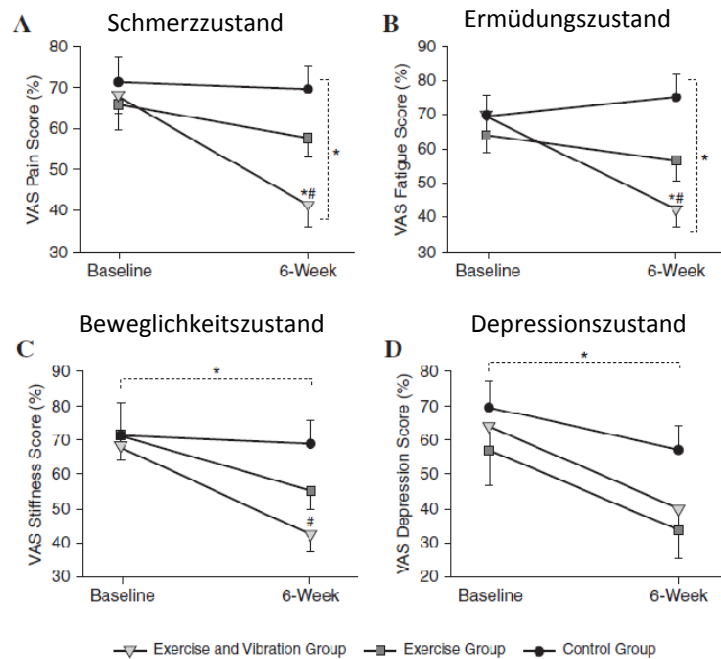 A Schmerzzustand
80
70
60
50
40
30
VAS Pain Score (%)
*#
*
Baseline 6-Week
B Ermüdungszustand
90
80
70
60
50
40
30
VAS Fatigue Score (%)
*#
*
Baseline 6-Week
C Beweglichkeitszustand
90
80
70
60
50
40
30
VAS Stiffness Score (%)
*
#
Baseline 6-Week
D Depressionszustand
80
70
60
50
40
30
20
VAS Depression Score (%)
*
Baseline 6-Week
Exercise and Vibration Group Exercise Group Control Group